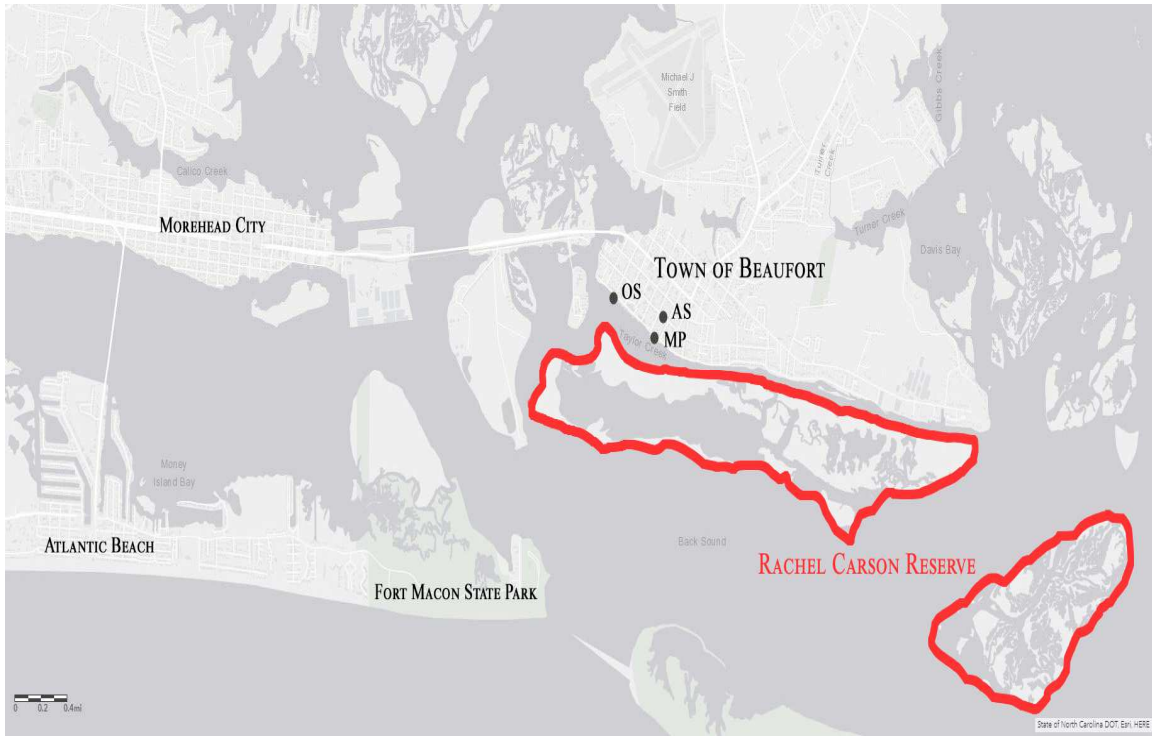 Michael J
Smith
Field
Gibbs Creek
Turner Creek
Calico Creek
MOREHEAD CITY
Turner Creek
Davis Bay
TOWN OF BEAUFORT
OS
AS
MP
Taylor Creek
Money
Island Bay
ATLANTIC BEACH
Back Sound
RACHEL CARSON RESERVE
FORT MACON STATE PARK
0 0.2 0.4mi
State of North Carolina DOT, Esri, HERE